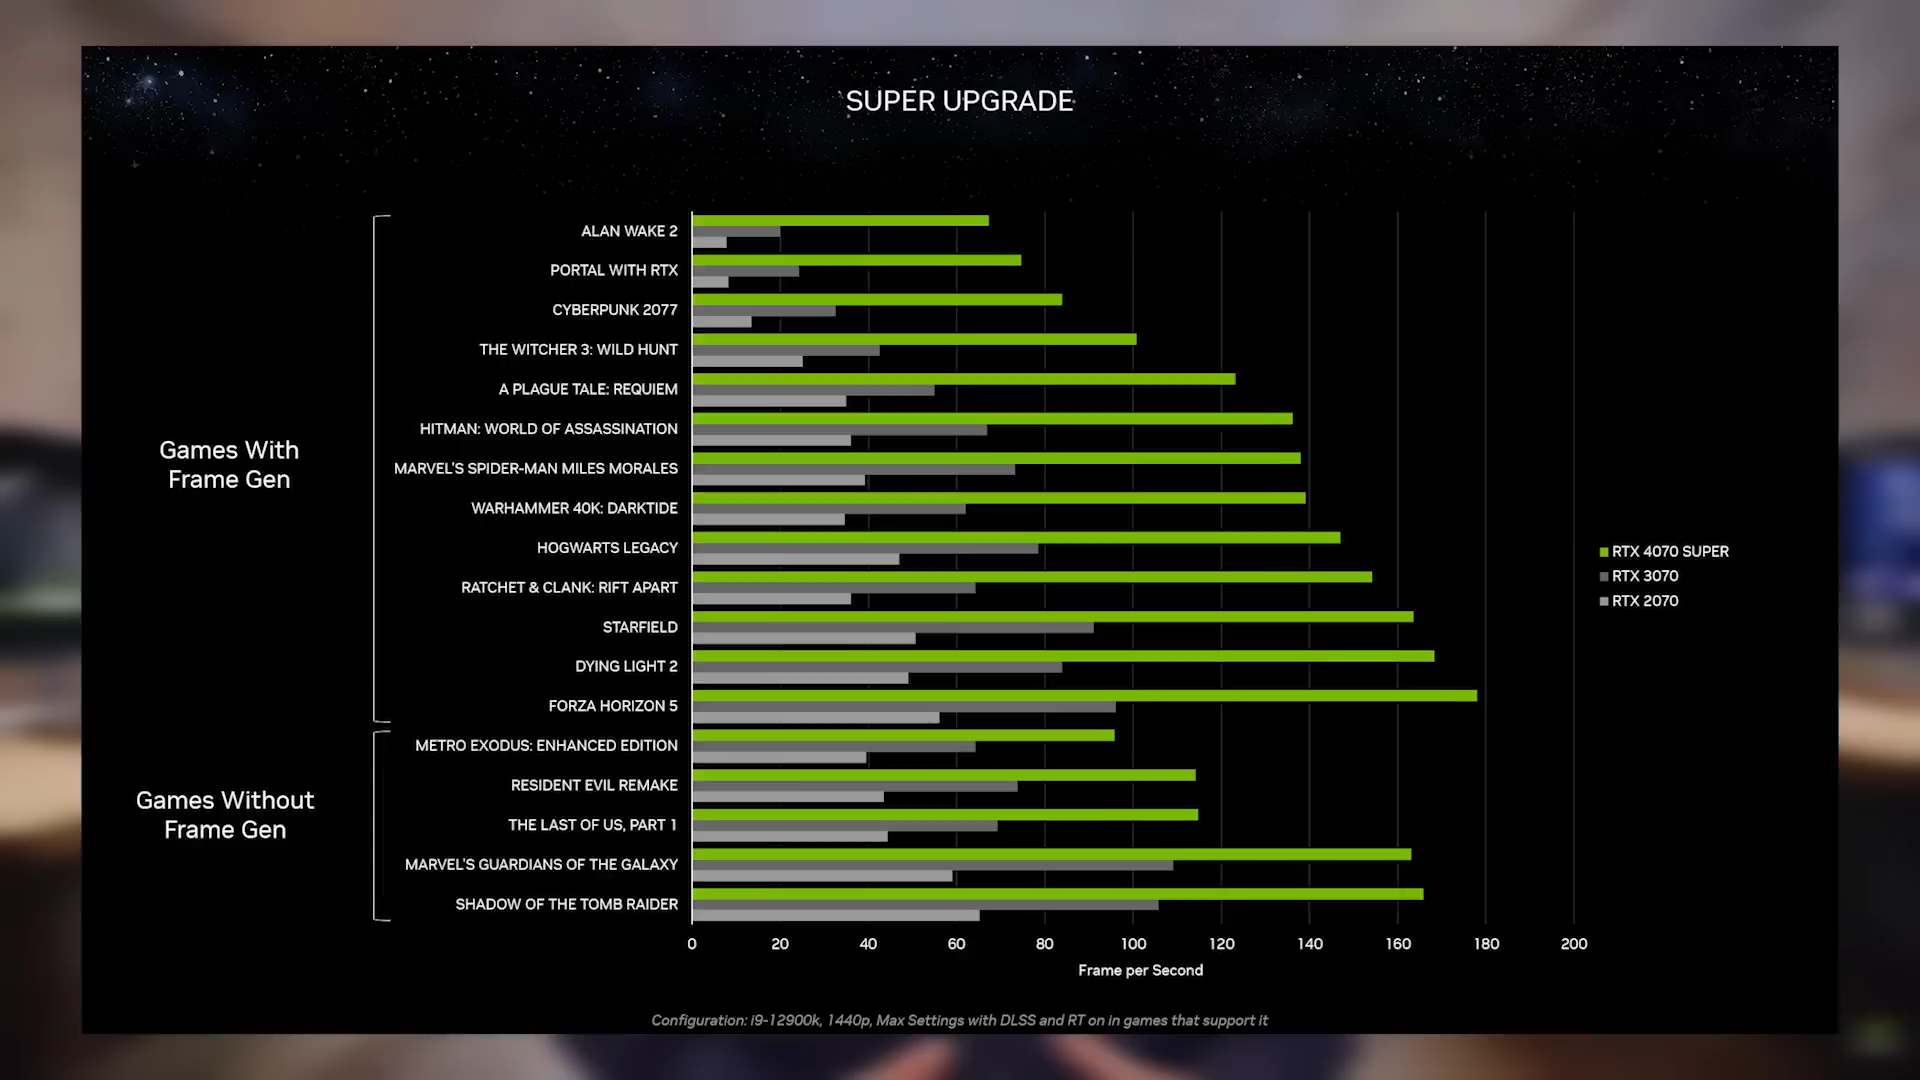 SUPER UPGRADE
Games With
Frame Gen
ALAN WAKE 2
PORTAL WITH RTX
CYBERPUNK 2077
THE WITCHER 3: WILD HUNT
A PLAGUE TALE: REQUIEM
HITMAN: WORLD OF ASSASSINATION
MARVEL'S SPIDER-MAN MILES MORALES
WARHAMMER 40K: DARKTIDE
HOGWARTS LEGACY
RATCHET & CLANK: RIFT APART
STARFIELD
DYING LIGHT 2
FORZA HORIZON 5
Games Without
Frame Gen
METRO EXODUS: ENHANCED EDITION
RESIDENT EVIL REMAKE
THE LAST OF US, PART 1
MARVEL'S GUARDIANS OF THE GALAXY
SHADOW OF THE TOMB RAIDER
0 20 40 60 80 100 120 140 160 180 200
Frame per Second
RTX 4070 SUPER
RTX 3070
RTX 2070
Configuration: i9-12900k, 1440p, Max Settings with DLSS and RT on in games that support it